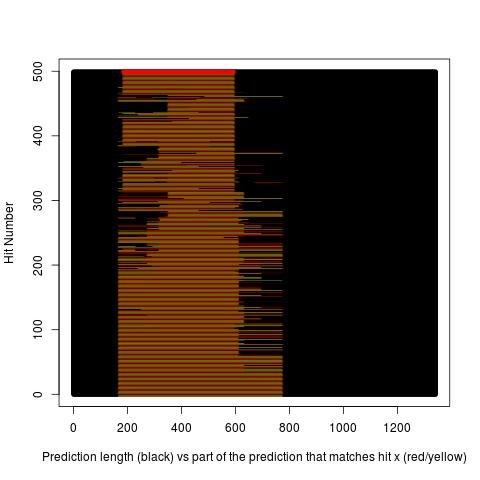 500
400
300
200
100
0
Hit Number
0 200 400 600 800 1000 1200
Prediction length (black) vs part of the prediction that matches hit x (red/yellow)